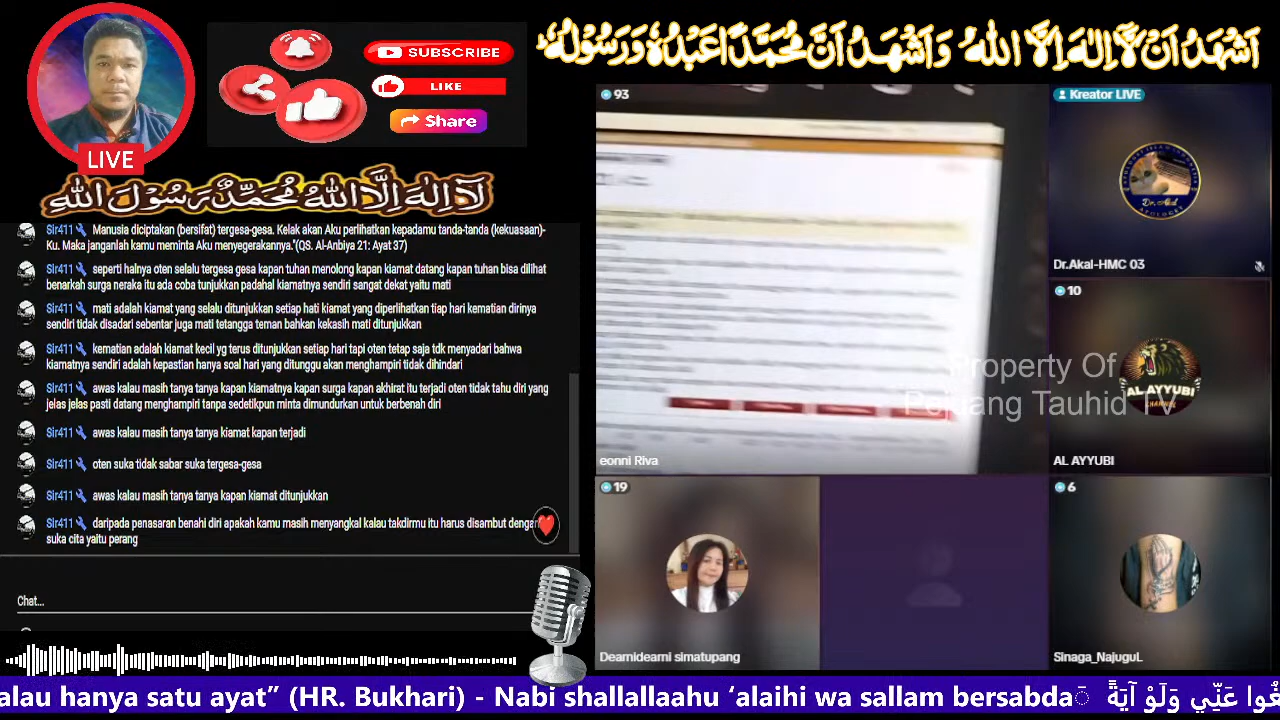 LIVE
SUBSCRIBE
LIKE
Share
اَشْهَدُ اَنْ لَّا اِلٰهَ اِلَّا اللهُ وَاَشْهَدُ اَنَّ مُحَمَّدًا عَبْدُهٗ وَرَسُوْلُهٗ
لَا اِلٰهَ اِلَّا اللهُ مُحَمَّدٌ رَسُوْلُ اللهِ
Sir411 Manusia diciptakan (bersifat) tergesa-gesa. Kelak akan Aku perlihatkan kepadamu tanda-tanda (kekuasaan)-
Ku. Maka janganlah kamu meminta Aku menyegerakannya."(QS. Al-Anbiya 21: Ayat 37)
Sir411 seperti halnya oten selalu tergesa gesa kapan tuhan menolong kapan kiamat datang kapan tuhan bisa dilihat
benarkah surga neraka itu ada coba tunjukkan padahal kiamatnya sendiri sangat dekat yaitu mati
Sir411 mati adalah kiamat yang selalu ditunjukkan setiap hati kiamat yang diperlihatkan tiap hari kematian dirinya
sendiri tidak disadari sebentar juga mati tetangga teman bahkan kekasih mati ditunjukkan
Sir411 kematian adalah kiamat kecil yg terus ditunjukkan setiap hari tapi oten tetap saja tdk menyadari bahwa
kiamatnya sendiri adalah kepastian hanya soal hari yang ditunggu akan menghampiri tidak dihindari
Sir411 awas kalau masih tanya tanya kapan kiamatnya kapan surga kapan akhirat itu terjadi oten tidak tahu diri yang
jelas jelas pasti datang menghampiri tanpa sedetikpun minta dimundurkan untuk berbenah diri
Sir411 awas kalau masih tanya tanya kiamat kapan terjadi
Sir411 oten suka tidak sabar suka tergesa-gesa
Sir411 awas kalau masih tanya tanya kapan kiamat ditunjukkan
Sir411 daripada penasaran benahi diri apakah kamu masih menyangkal kalau takdirmu itu harus disambut dengan
suka cita yaitu perang
Chat...
93
eonni Riva
Kreator LIVE
Dr. Akal
Dr.Akal-HMC 03
10
AL AYYUBI
CHANNEL
AL AYYUBI
Property Of
Pejuang Tauhid TV
19
Dearnidearni simatupang
6
Sinaga_NajuguL
alau hanya satu ayat” (HR. Bukhari) - Nabi shallallaahu ‘alaihi wa sallam bersabda عَنِّي وَلَوْ آيَةً